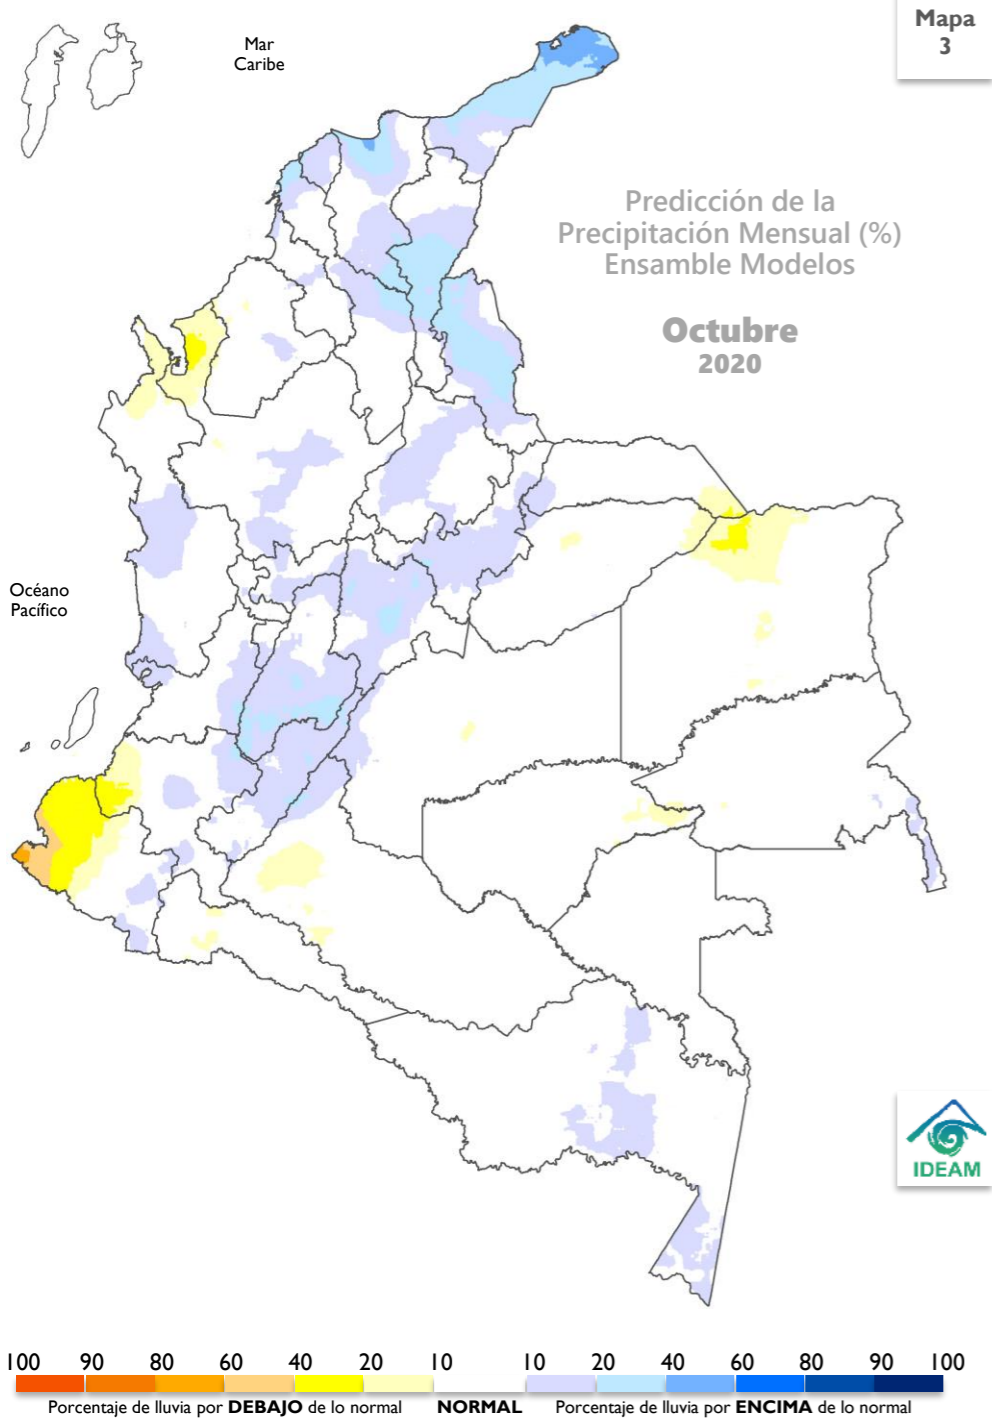 Mapa
3
Mar
Caribe
Predicción de la
Precipitación Mensual (%)
Ensamble Modelos
Octubre
2020
Océano
Pacífico
IDEAM
100 90 80 60 40 20 10 10 20 40 60 80 90 100
Porcentaje de lluvia por DEBAJO de lo normal NORMAL Porcentaje de lluvia por ENCIMA de lo normal